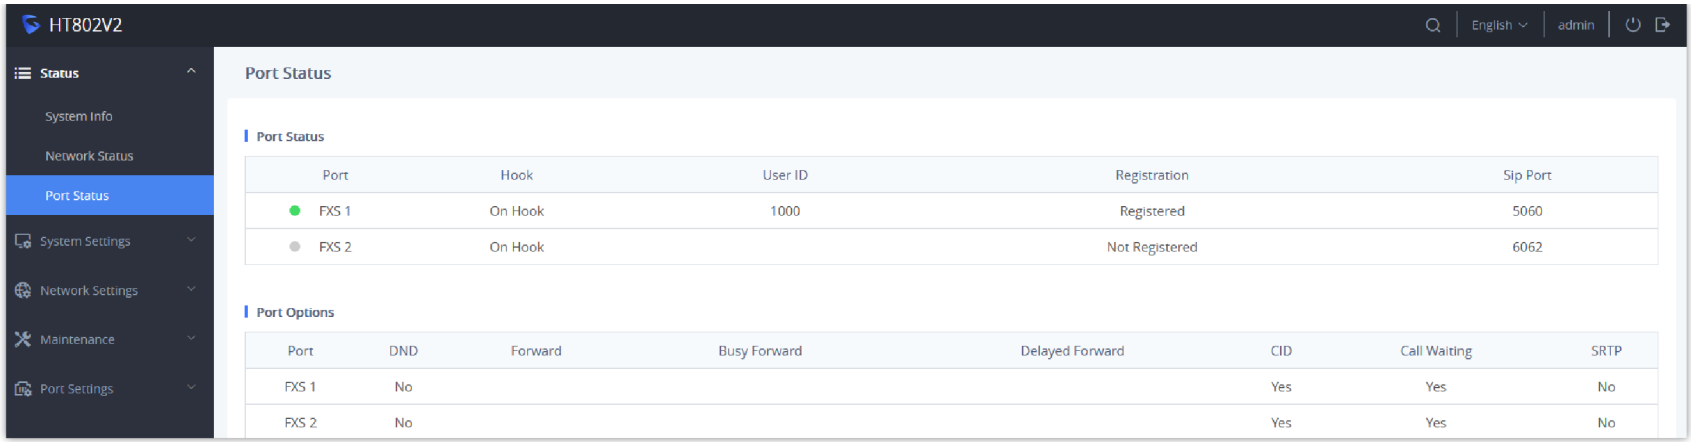 HT802V2 English admin
Status
System Info
Network Status
Port Status
System Settings
Network Settings
Maintenance
Port Settings
Port Status
Port Status
Port Hook User ID Registration Sip Port
FXS 1 On Hook 1000 Registered 5060
FXS 2 On Hook Not Registered 6062
Port Options
Port DND Forward Busy Forward Delayed Forward CID Call Waiting SRTP
FXS 1 No Yes Yes No
FXS 2 No Yes Yes No